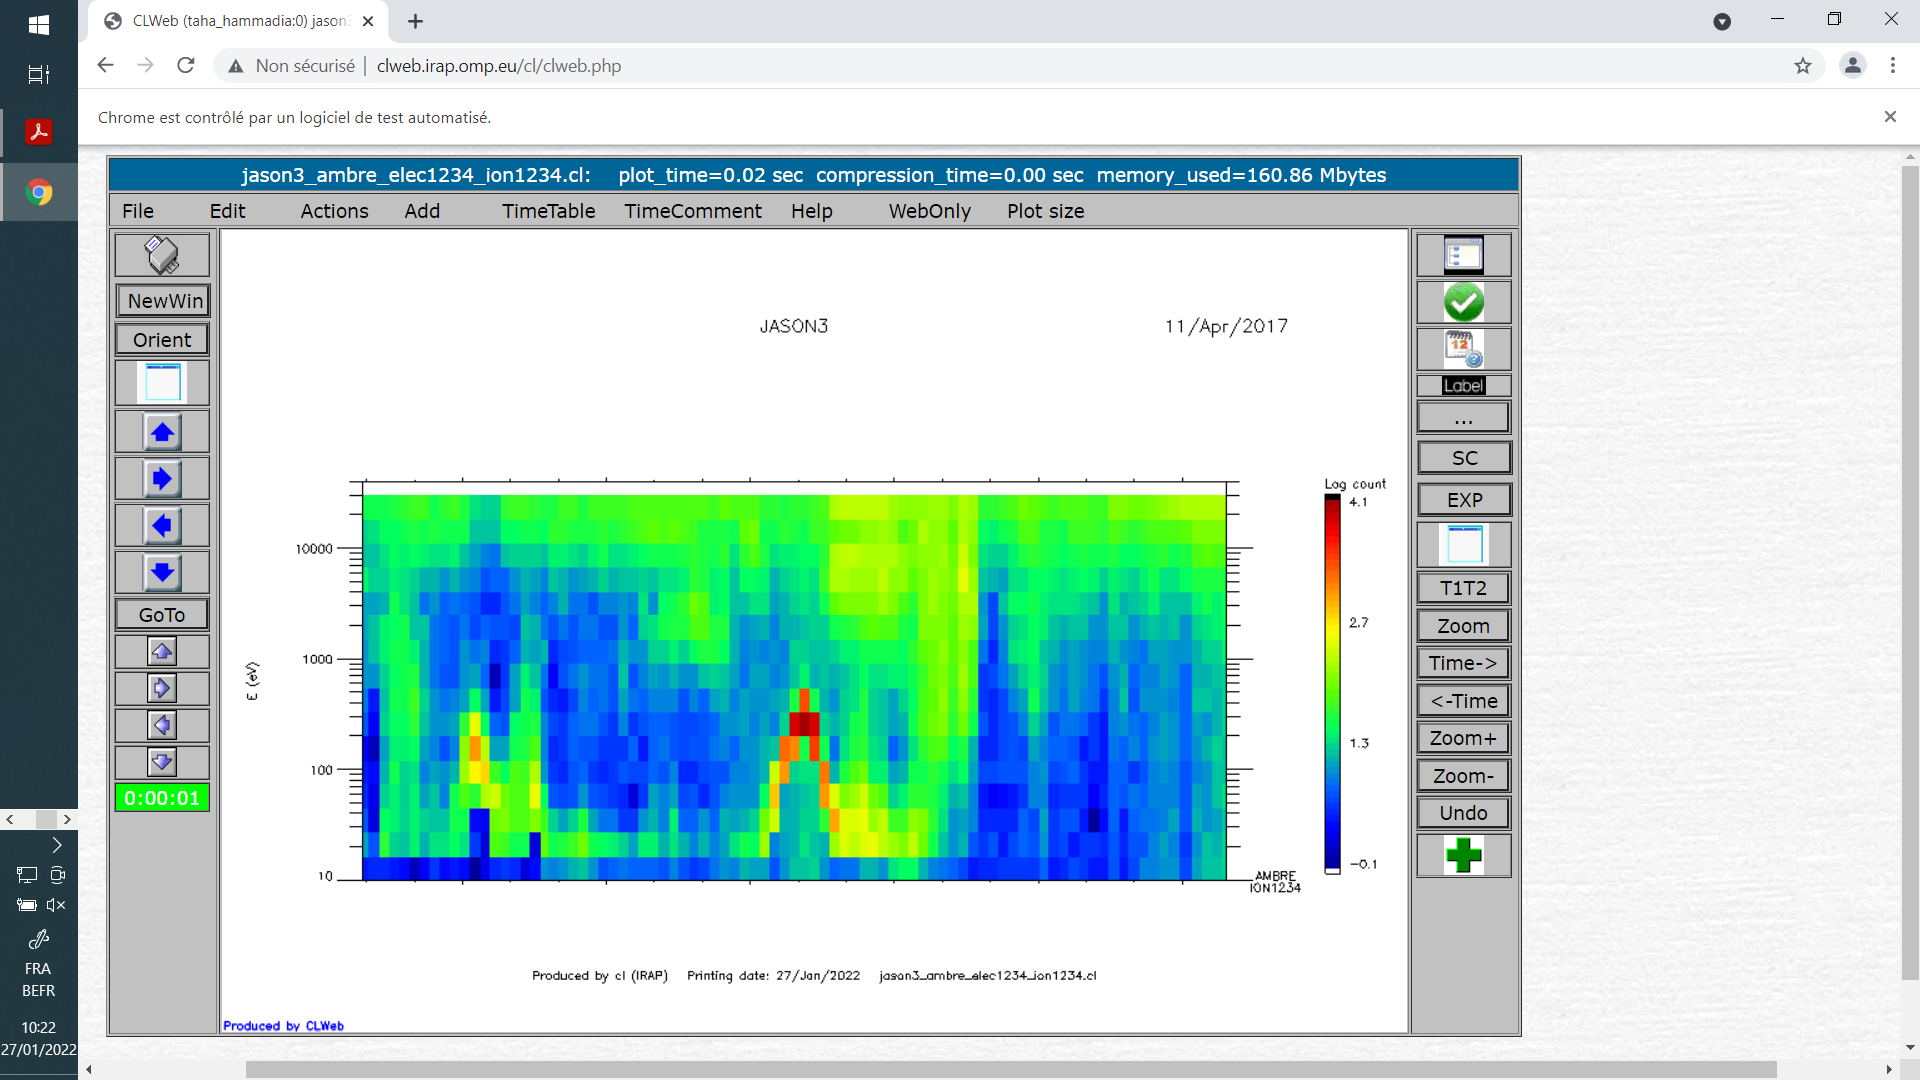 CLWeb (taha_hammadia:0) jason3
Non sécurisé | clweb.irap.omp.eu/cl/clweb.php
Chrome est contrôlé par un logiciel de test automatisé.
jason3_ambre_elec1234_ion1234.cl: plot_time=0.02 sec compression_time=0.00 sec memory_used=160.86 Mbytes
File Edit Actions Add TimeTable TimeComment Help WebOnly Plot size
NewWin
Orient
GoTo
0:00:01
JASON3 11/Apr/2017
Log count
4.1
2.7
1.3
-0.1
E (eV)
10000
1000
100
10
AMBRE
ION1234
Produced by cl (IRAP) Printing date: 27/Jan/2022 jason3_ambre_elec1234_ion1234.cl
Produced by CLWeb
12
Label
...
SC
EXP
T1T2
Zoom
Time->
<-Time
Zoom+
Zoom-
Undo
FRA
BEFR
10:22
27/01/2022